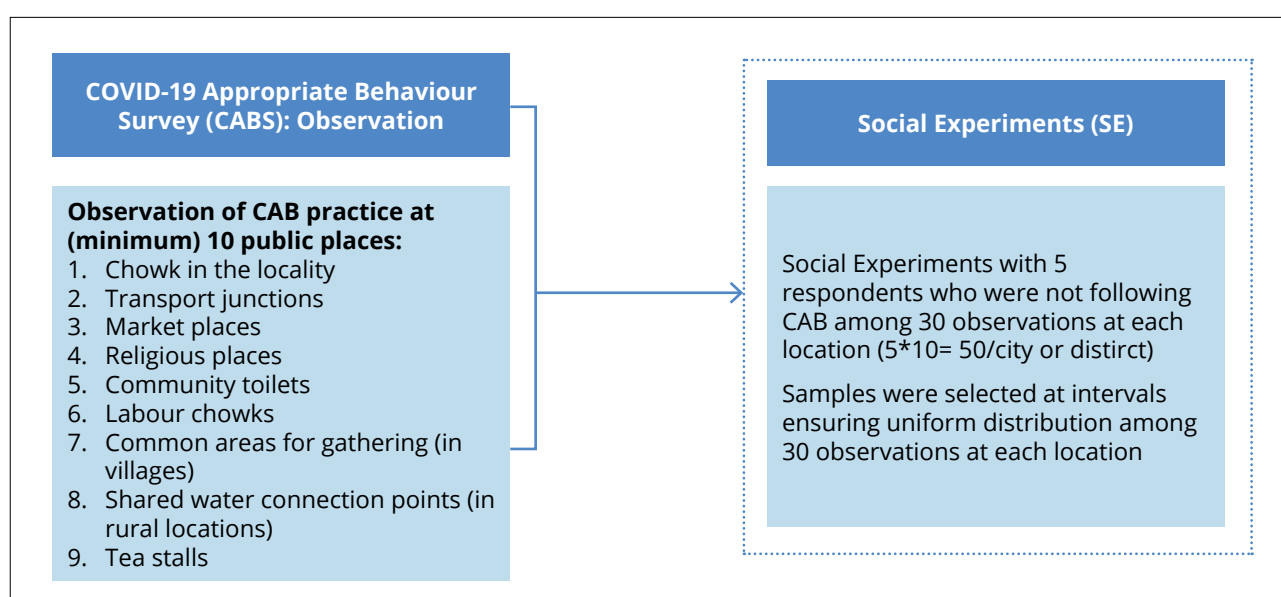 COVID-19 Appropriate Behaviour
Survey (CABS): Observation
Observation of CAB practice at
(minimum) 10 public places:
1. Chowk in the locality
2. Transport junctions
3. Market places
4. Religious places
5. Community toilets
6. Labour chowks
7. Common areas for gathering (in
villages)
8. Shared water connection points (in
rural locations)
9. Tea stalls
Social Experiments (SE)
Social Experiments with 5
respondents who were not following
CAB among 30 observations at each
location (5*10= 50/city or distirct)
Samples were selected at intervals
ensuring uniform distribution among
30 observations at each location